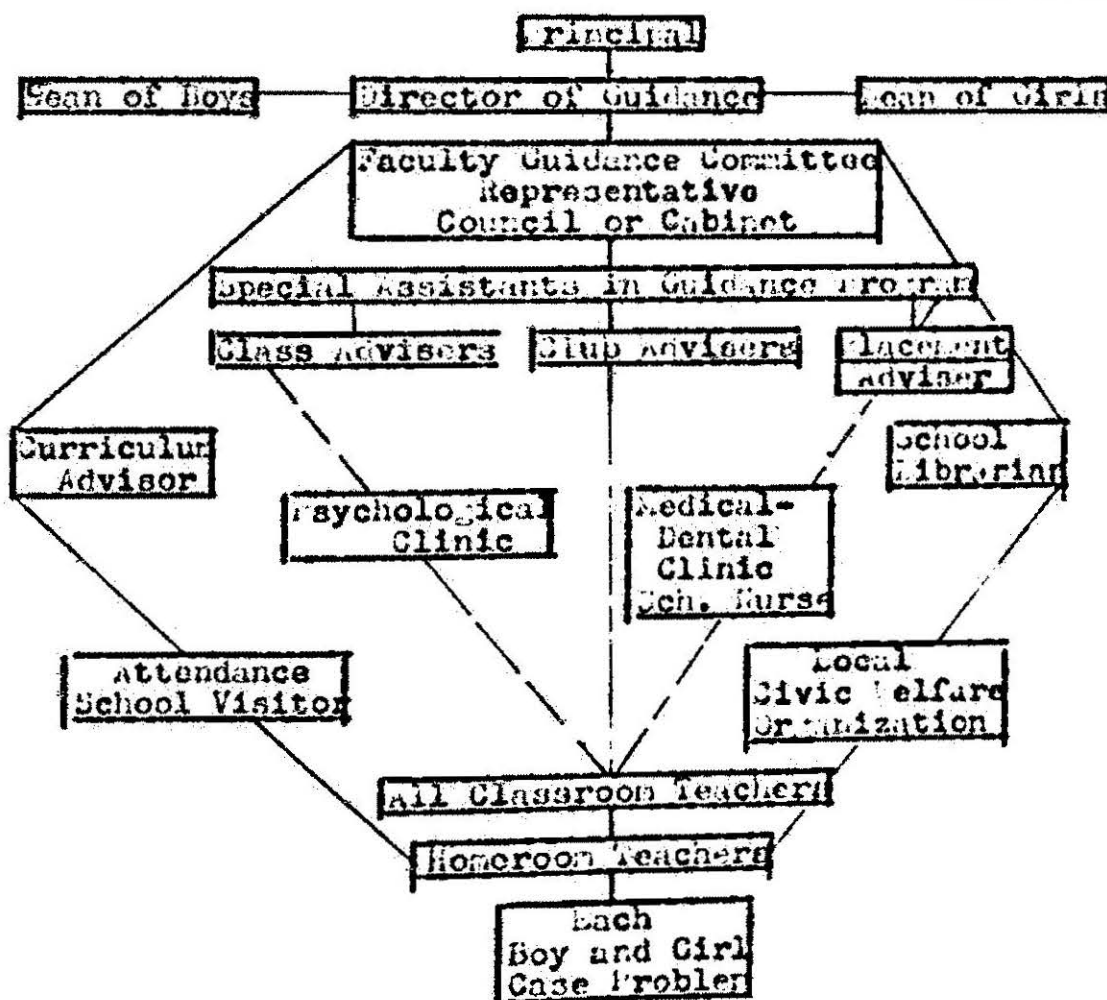 Principal
Dean of Boys
Director of Guidance
Dean of Girls
Faculty Guidance Committee
Representative
Council or Cabinet
Special Assistants in Guidance Program
Class Advisers
Club Advisers
Placement
Adviser
Curriculum
Advisor
School
Librarian
Psychological
Clinic
Medical-
Dental
Clinic
Sch. Nurse
Attendance
School Visitor
Local
Civic Welfare
Organization
All Classroom Teachers
Homeroom Teachers
Each
Boy and Girl
Case Problem